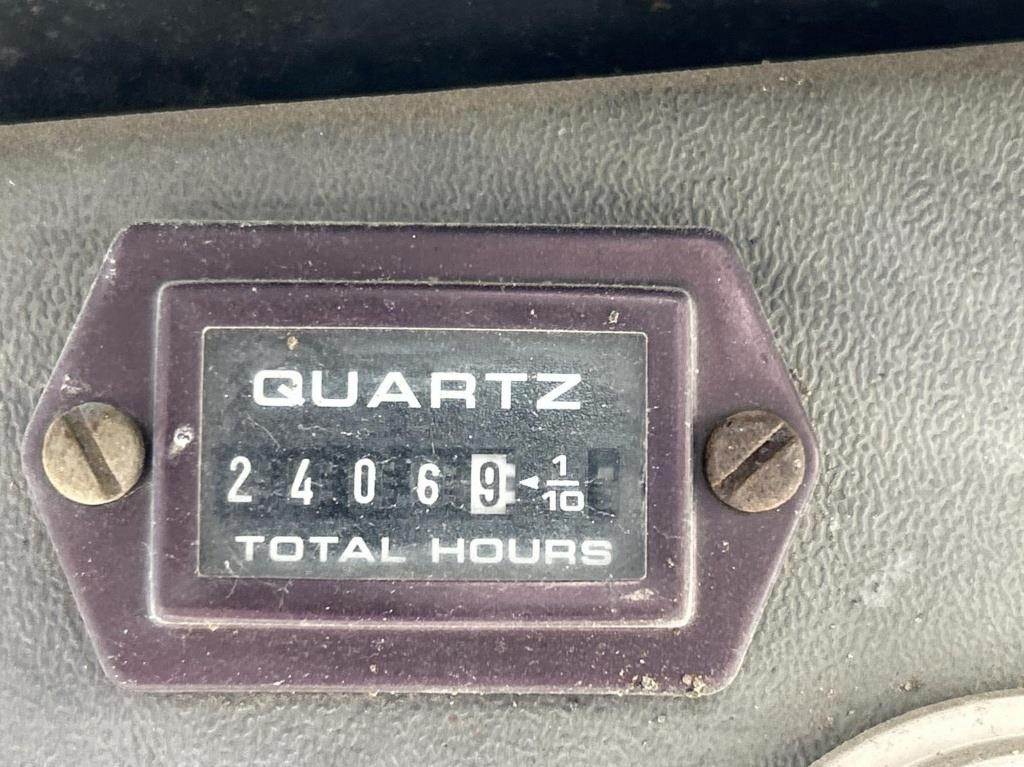 QUARTZ
24069 ◄ 1/10
TOTAL HOURS